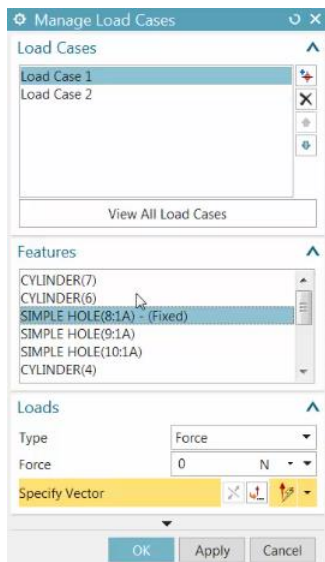 Manage Load Cases
Load Cases
Load Case 1
Load Case 2
View All Load Cases
Features
CYLINDER(7)
CYLINDER(6)
SIMPLE HOLE(8:1A) - (Fixed)
SIMPLE HOLE(9:1A)
SIMPLE HOLE(10:1A)
CYLINDER(4)
Loads
Type Force
Force 0 N
Specify Vector
OK Apply Cancel